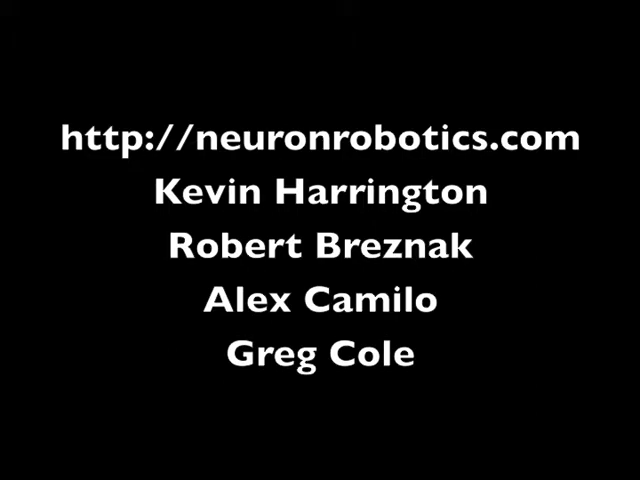 http://neuronrobotics.com
Kevin Harrington
Robert Breznak
Alex Camilo
Greg Cole